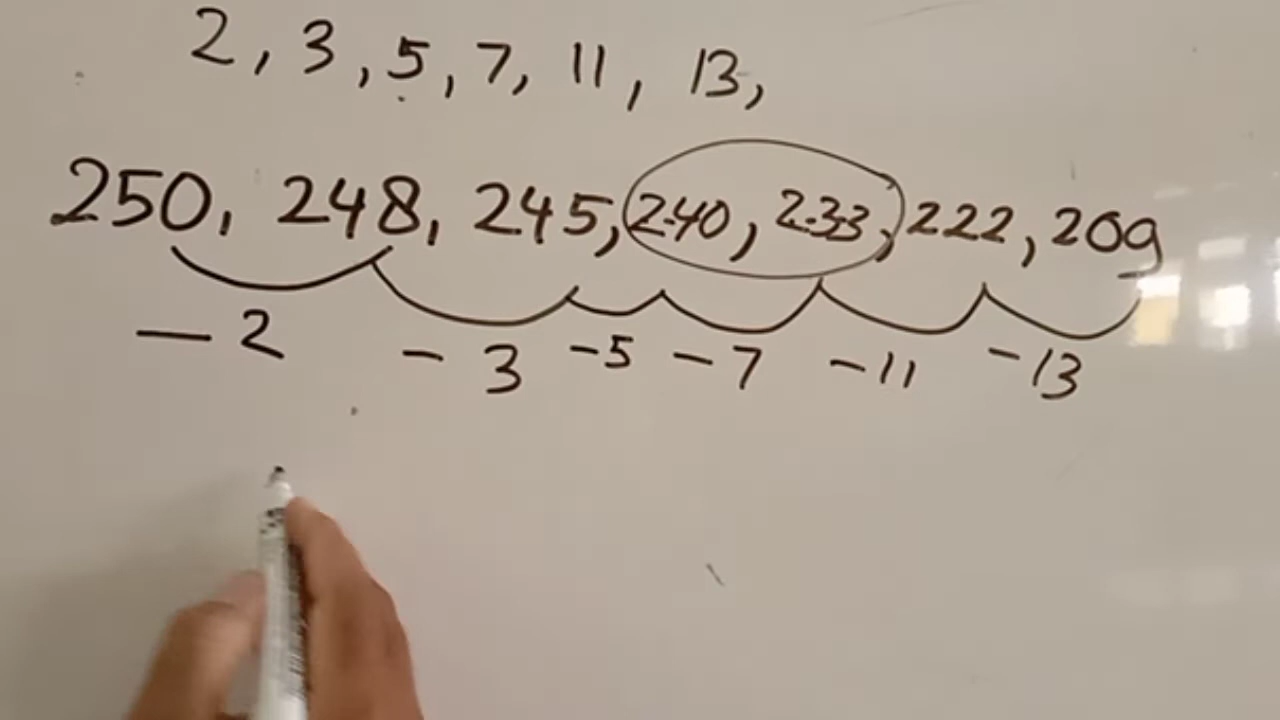 2, 3, 5, 7, 11, 13,
250, 248, 245, 240, 233, 222, 209
-2 -3 -5 -7 -11 -13